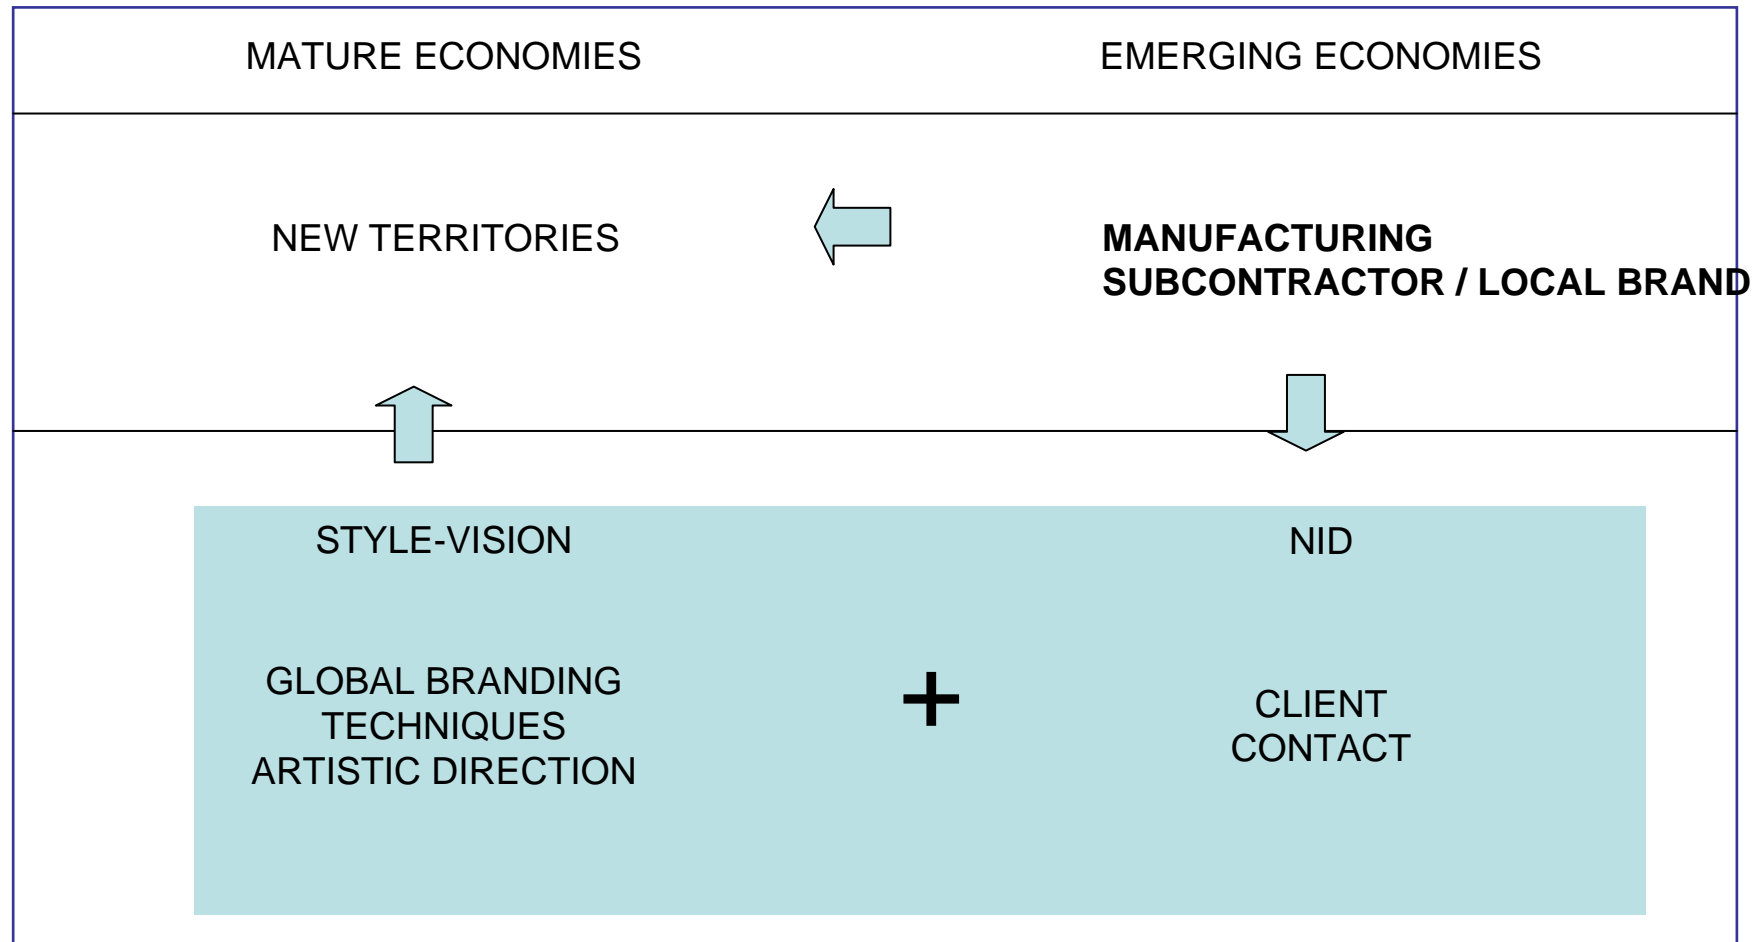 MATURE ECONOMIES
EMERGING ECONOMIES
NEW TERRITORIES
MANUFACTURING
SUBCONTRACTOR / LOCAL BRAND
STYLE-VISION
NID
GLOBAL BRANDING
TECHNIQUES
ARTISTIC DIRECTION
+
CLIENT
CONTACT